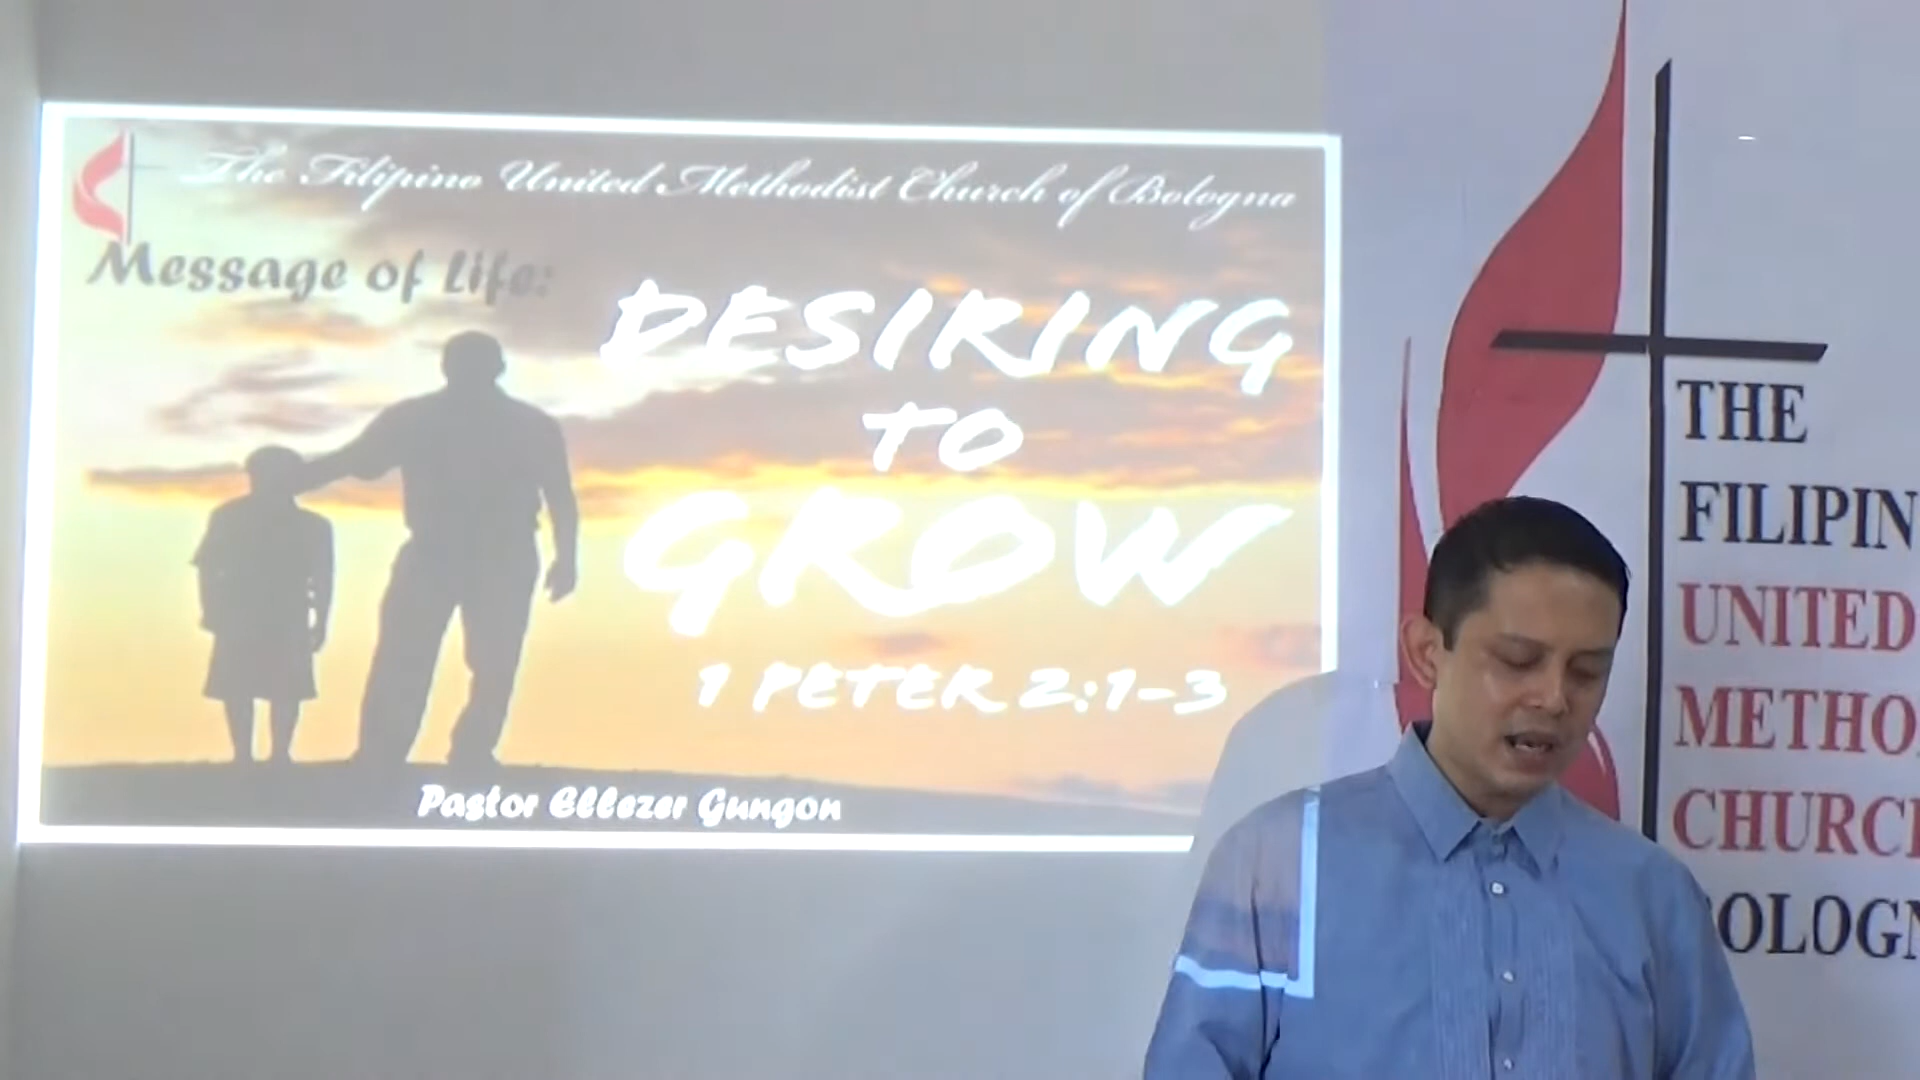 The Filipino United Methodist Church of Bologna
Message of Life:
DESIRING
TO
GROW
1 PETER 2:1-3
Pastor Eliezer Gungon
THE
FILIPIN
UNITED
METHO
CHURC
OLOGN